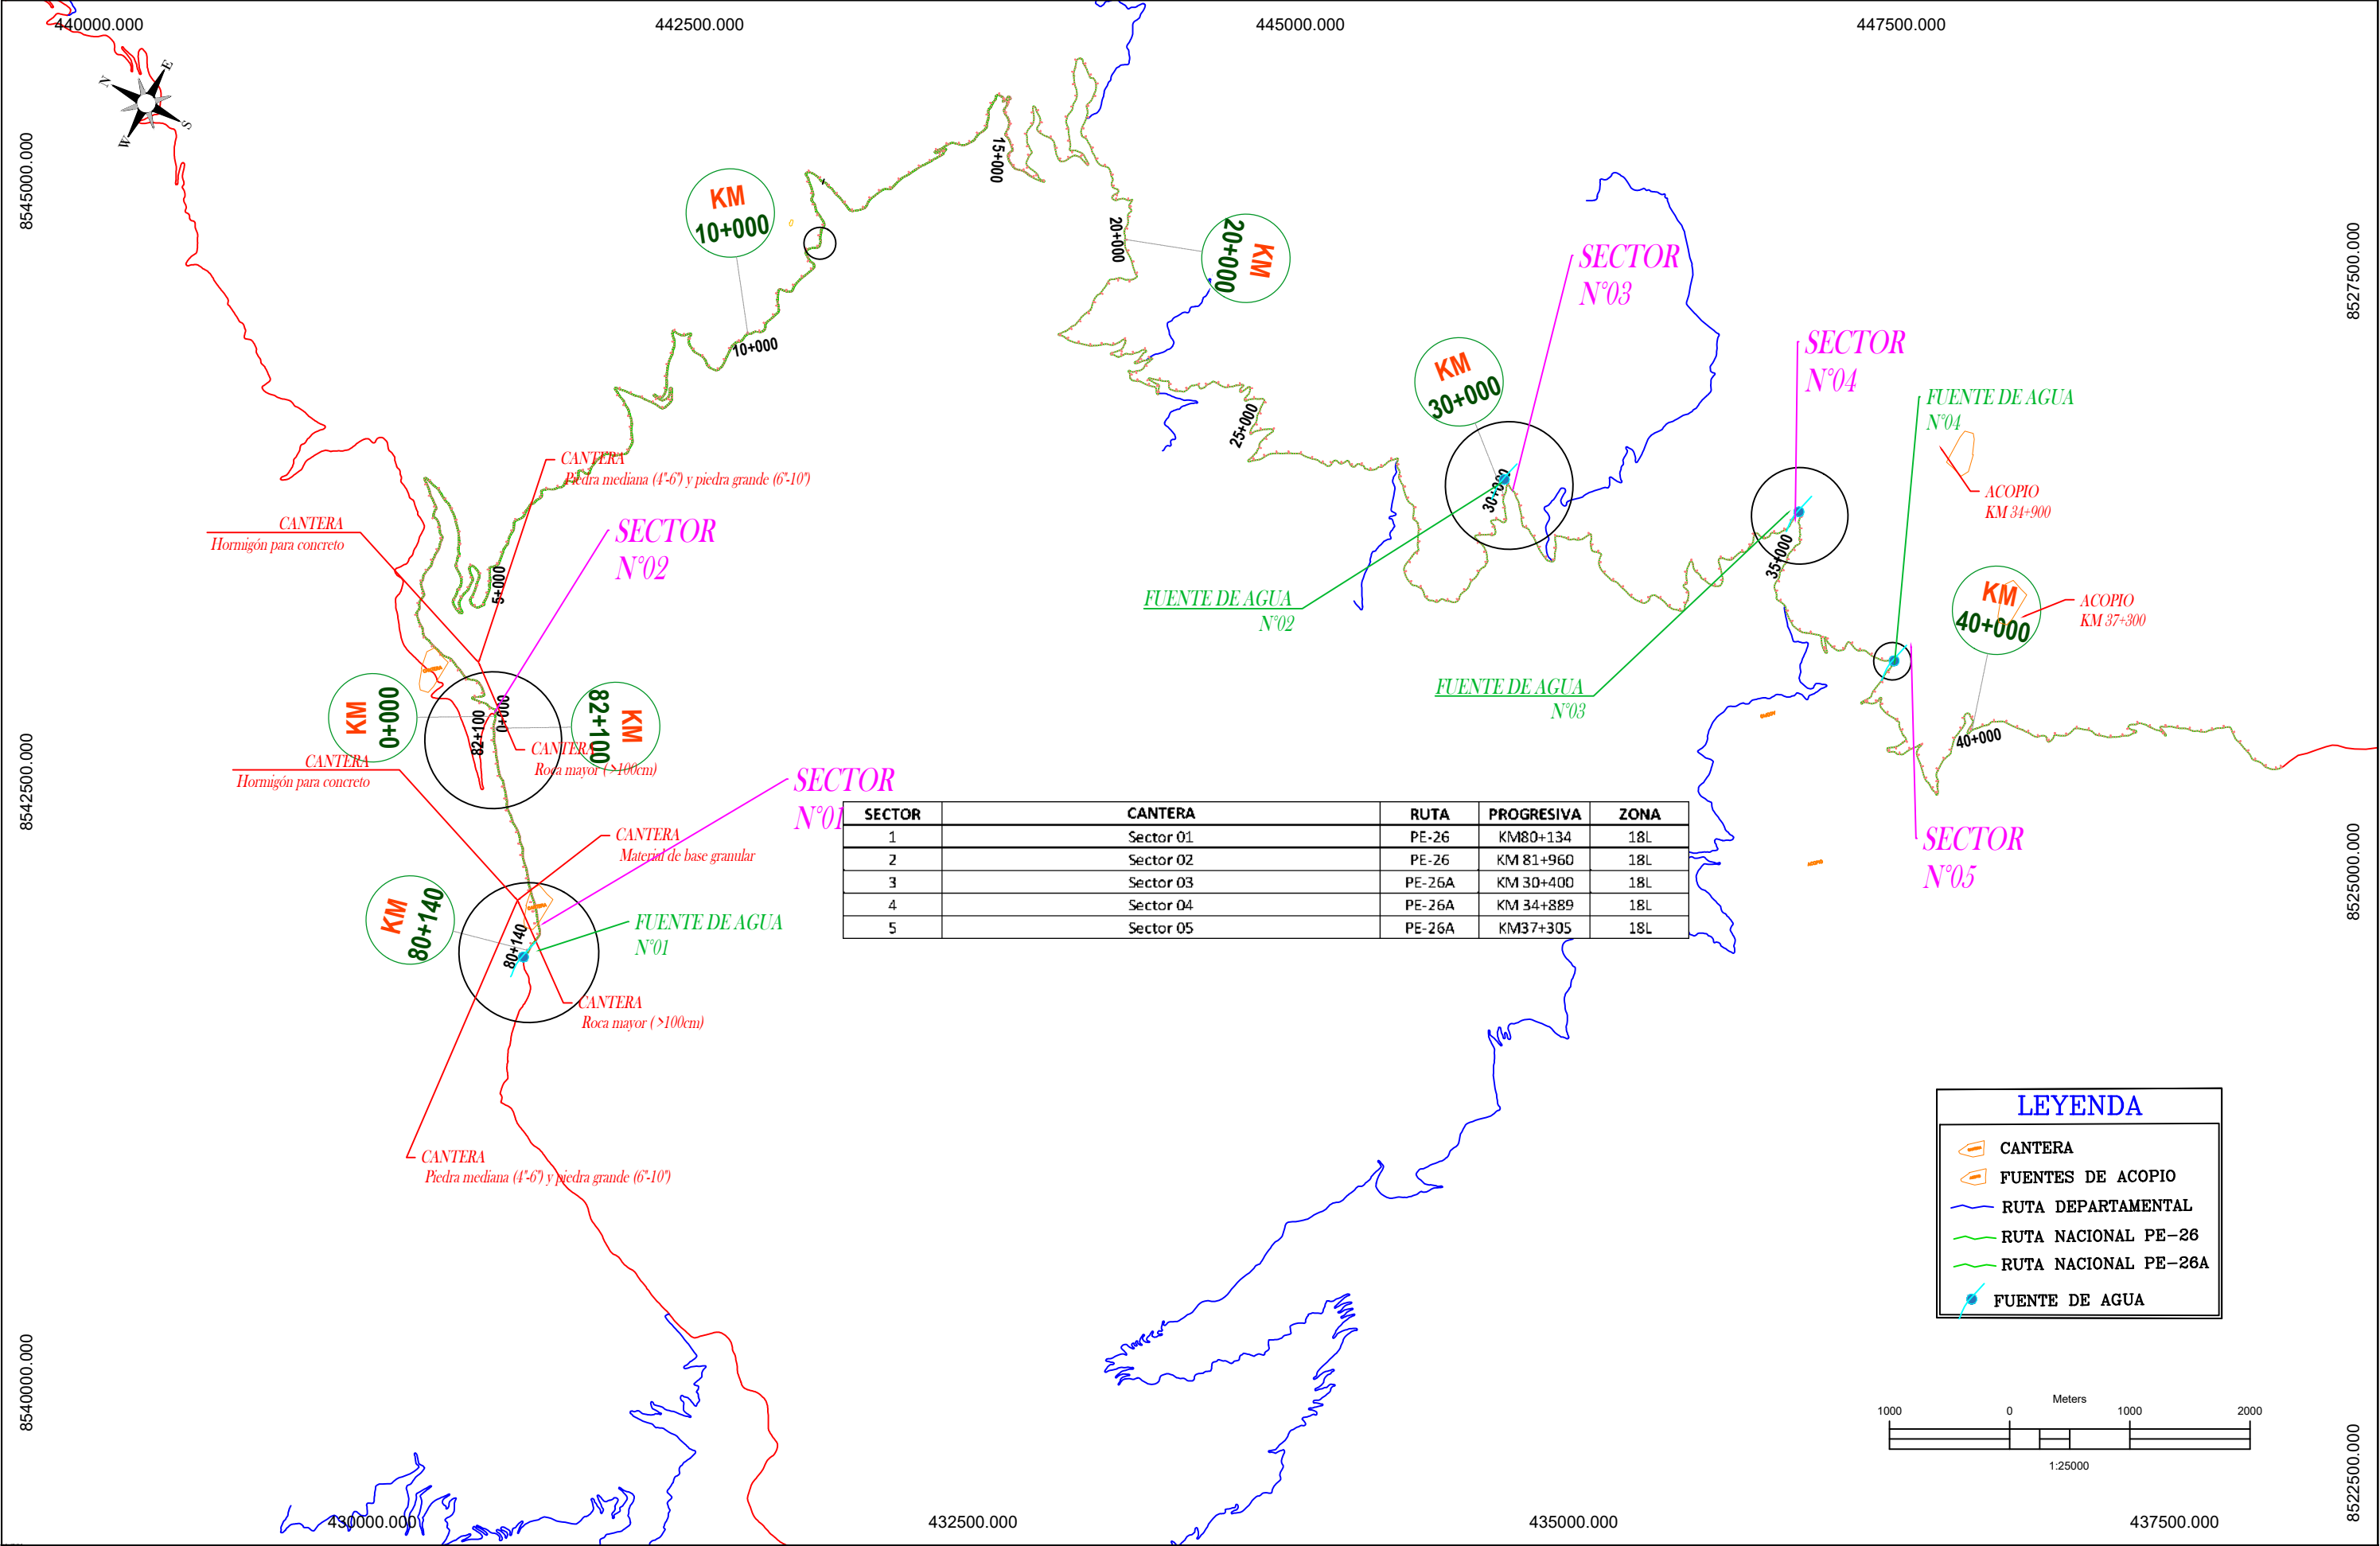 440000.000
442500.000
445000.000
447500.000
8545000.000
8542500.000
8540000.000
8527500.000
8525000.000
8522500.000
430000.000
432500.000
435000.000
437500.000
N
E
S
W
KM
10+000
10+000
15+000
KM
20+000
20+000
25+000
SECTOR
N°03
KM
30+000
30+000
SECTOR
N°04
FUENTE DE AGUA
N°04
ACOPIO
KM 34+900
KM
40+000
ACOPIO
KM 37+300
35+000
40+000
FUENTE DE AGUA
N°02
FUENTE DE AGUA
N°03
ACOPIO
ACOPIO
SECTOR
N°05
CANTERA
Piedra mediana (4"-6") y piedra grande (6"-10")
CANTERA
Hormigón para concreto
SECTOR
N°02
5+000
CANTERA
KM
0+000
0+000
82+100
KM
82+100
CANTERA
Roca mayor (>100cm)
CANTERA
Hormigón para concreto
SECTOR
N°01
CANTERA
Material de base granular
CANTERA
KM
80+140
80+140
FUENTE DE AGUA
N°01
CANTERA
Roca mayor (>100cm)
CANTERA
Piedra mediana (4"-6") y piedra grande (6"-10")
SECTOR CANTERA RUTA PROGRESIVA ZONA
1 Sector 01 PE-26 KM80+134 18L
2 Sector 02 PE-26 KM 81+960 18L
3 Sector 03 PE-26A KM 30+400 18L
4 Sector 04 PE-26A KM 34+889 18L
5 Sector 05 PE-26A KM37+305 18L
LEYENDA
CANTERA
FUENTES DE ACOPIO
RUTA DEPARTAMENTAL
RUTA NACIONAL PE-26
RUTA NACIONAL PE-26A
FUENTE DE AGUA
Meters
1000 0 1000 2000
1:25000